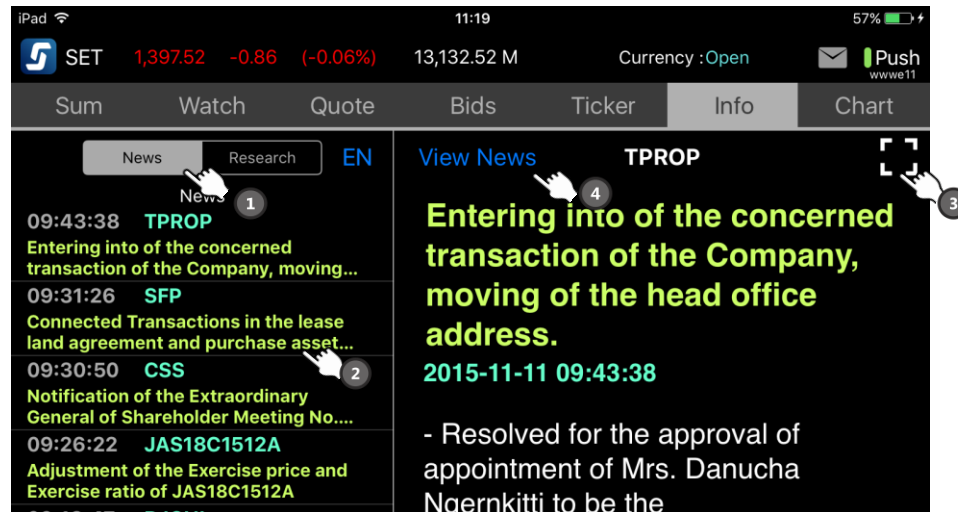 iPad 11:19 57%
SET 1,397.52 -0.86 (-0.06%) 13,132.52 M Currency :Open Push
wwwe11
Sum Watch Quote Bids Ticker Info Chart
News Research EN
1
News
09:43:38 TPROP
Entering into of the concerned
transaction of the Company, moving...
09:31:26 SFP
Connected Transactions in the lease
land agreement and purchase asset...
2
09:30:50 CSS
Notification of the Extraordinary
General of Shareholder Meeting No....
09:26:22 JAS18C1512A
Adjustment of the Exercise price and
Exercise ratio of JAS18C1512A
View News TPROP
4
3
Entering into of the concerned
transaction of the Company,
moving of the head office
address.
2015-11-11 09:43:38
- Resolved for the approval of
appointment of Mrs. Danucha
Ngernkitti to be the